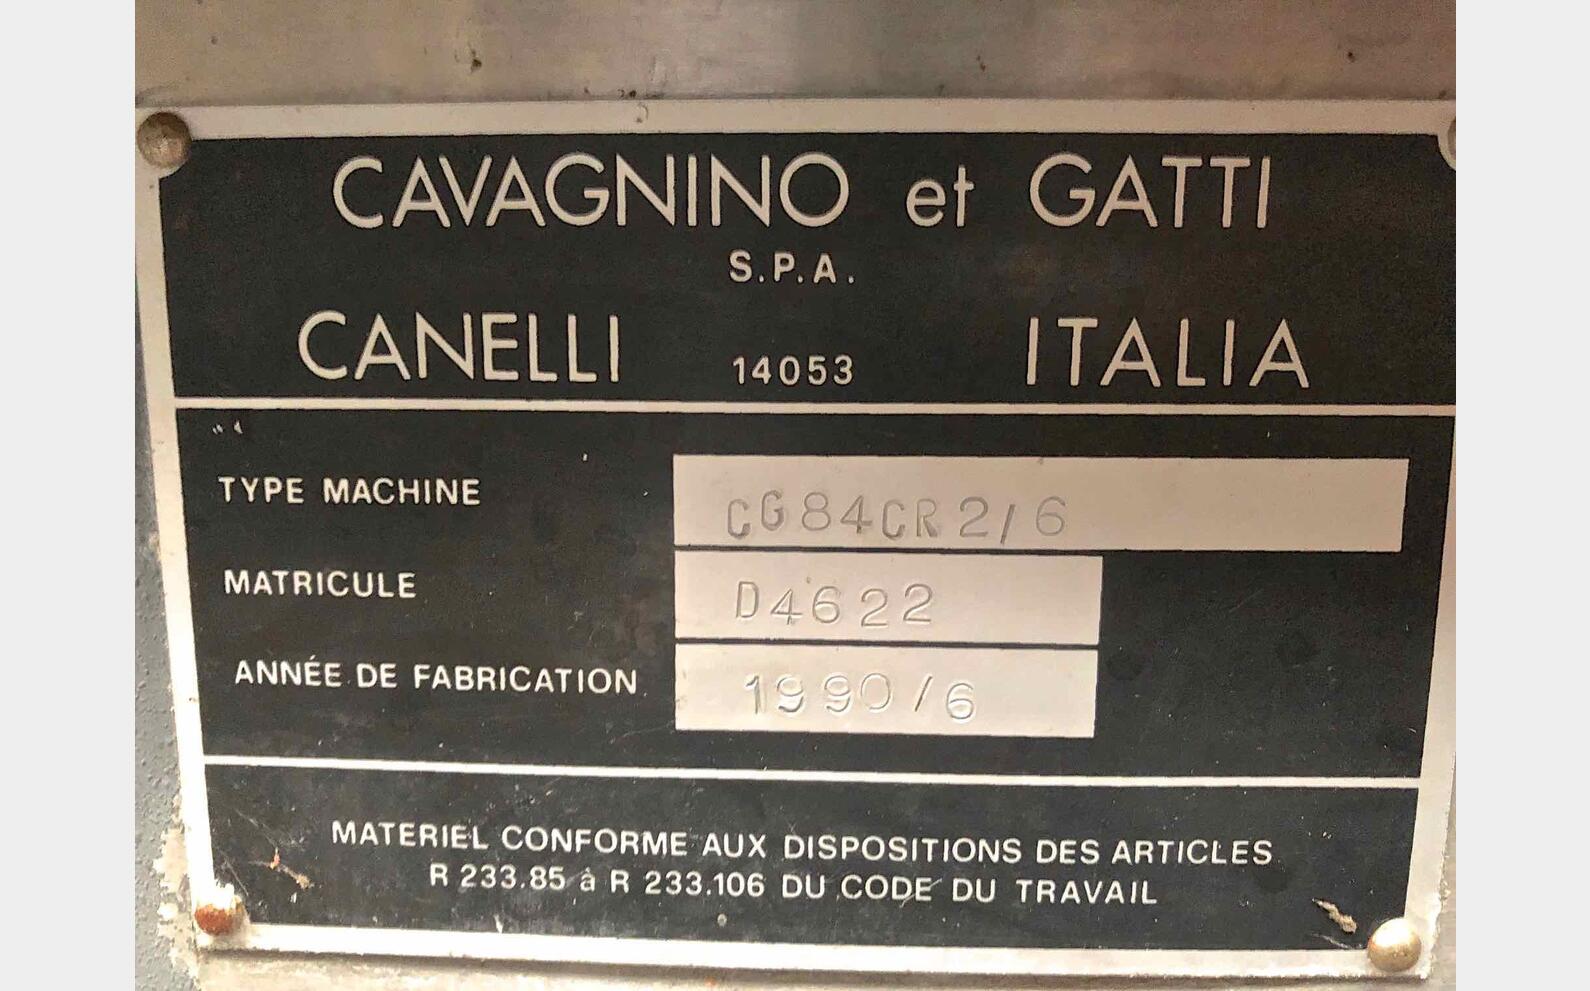 CAVAGNINO et GATTI
S.P.A.
CANELLI 14053 ITALIA
TYPE MACHINE CG84CR2/6
MATRICULE D4622
ANNÉE DE FABRICATION 1990/6
MATERIEL CONFORME AUX DISPOSITIONS DES ARTICLES
R 233.85 à R 233.106 DU CODE DU TRAVAIL